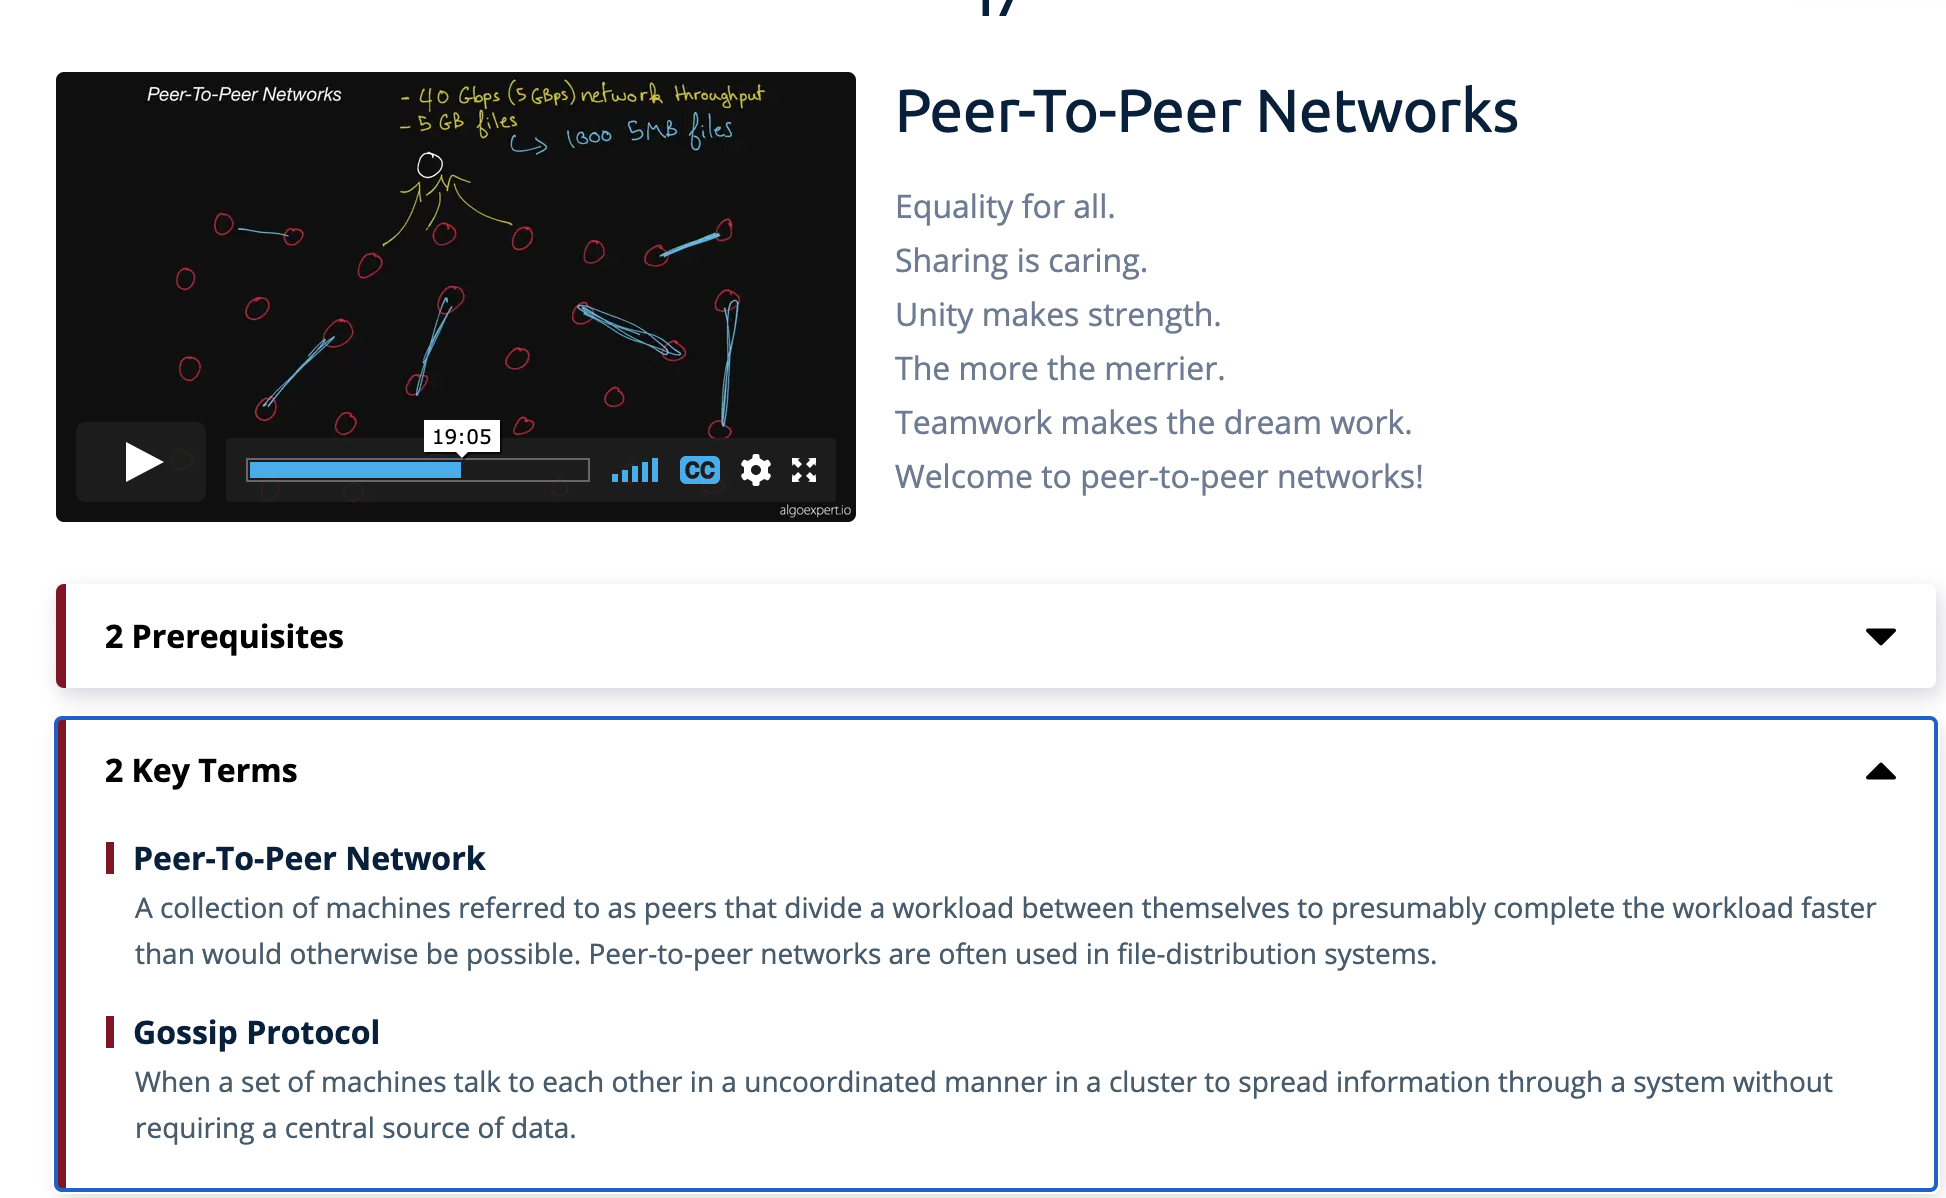 17
Peer-To-Peer Networks
- 40 Gbps (5 GBps) network throughput
- 5 GB files
1000 5MB files
19:05
CC
algoexpert.io
Peer-To-Peer Networks
Equality for all.
Sharing is caring.
Unity makes strength.
The more the merrier.
Teamwork makes the dream work.
Welcome to peer-to-peer networks!
2 Prerequisites
2 Key Terms
Peer-To-Peer Network
A collection of machines referred to as peers that divide a workload between themselves to presumably complete the workload faster
than would otherwise be possible. Peer-to-peer networks are often used in file-distribution systems.
Gossip Protocol
When a set of machines talk to each other in a uncoordinated manner in a cluster to spread information through a system without
requiring a central source of data.